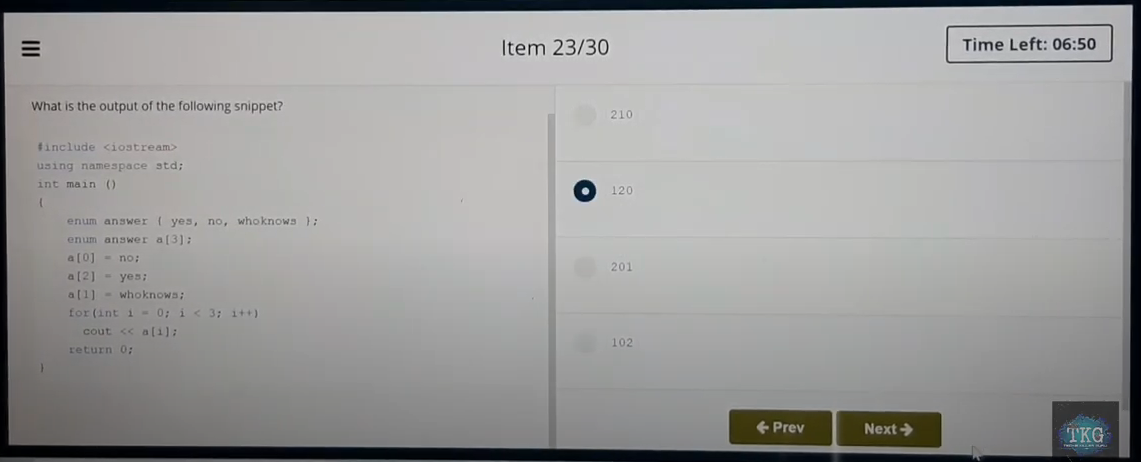 Item 23/30
Time Left: 06:50
What is the output of the following snippet?
#include <iostream>
using namespace std;
int main ()
{
enum answer { yes, no, whoknows };
enum answer a[3];
a[0] = no;
a[2] = yes;
a[1] = whoknows;
for(int i = 0; i < 3; i++)
cout << a[i];
return 0;
}
210
120
201
102
← Prev
Next →
TKG